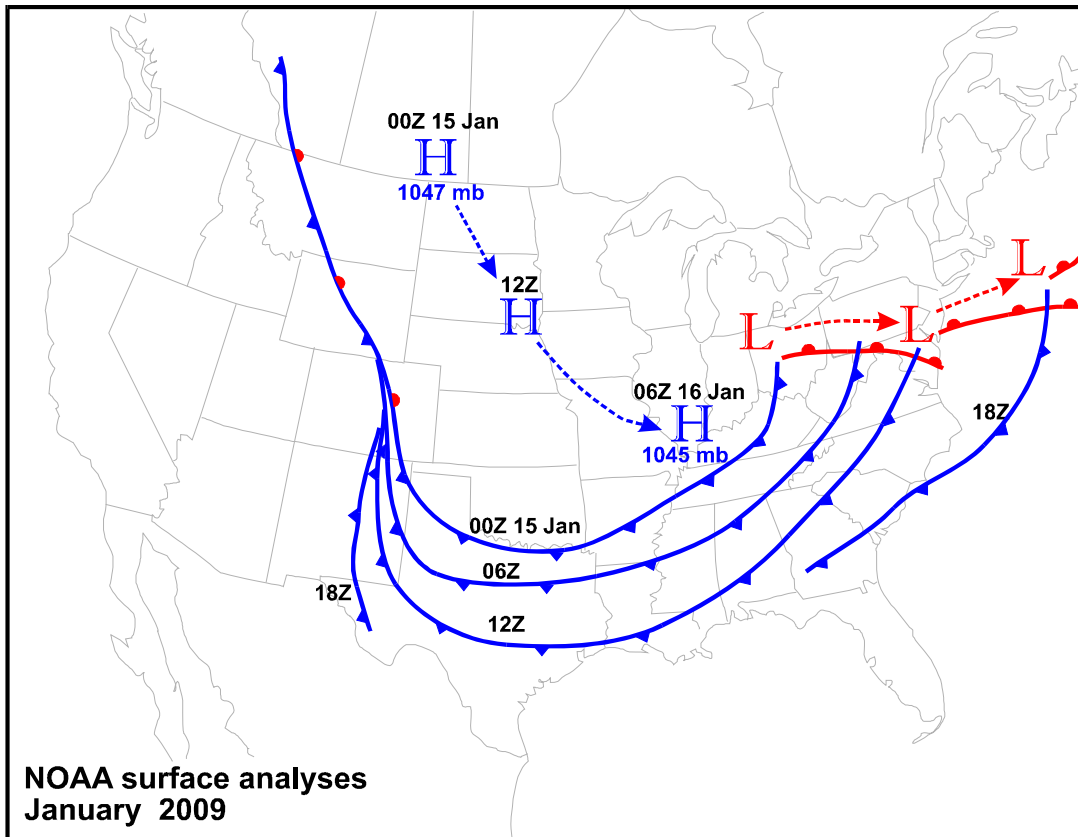 00Z 15 Jan
H
1047 mb
12Z
H
L
L
L
06Z 16 Jan
H
1045 mb
18Z
00Z 15 Jan
06Z
18Z
12Z
NOAA surface analyses
January 2009